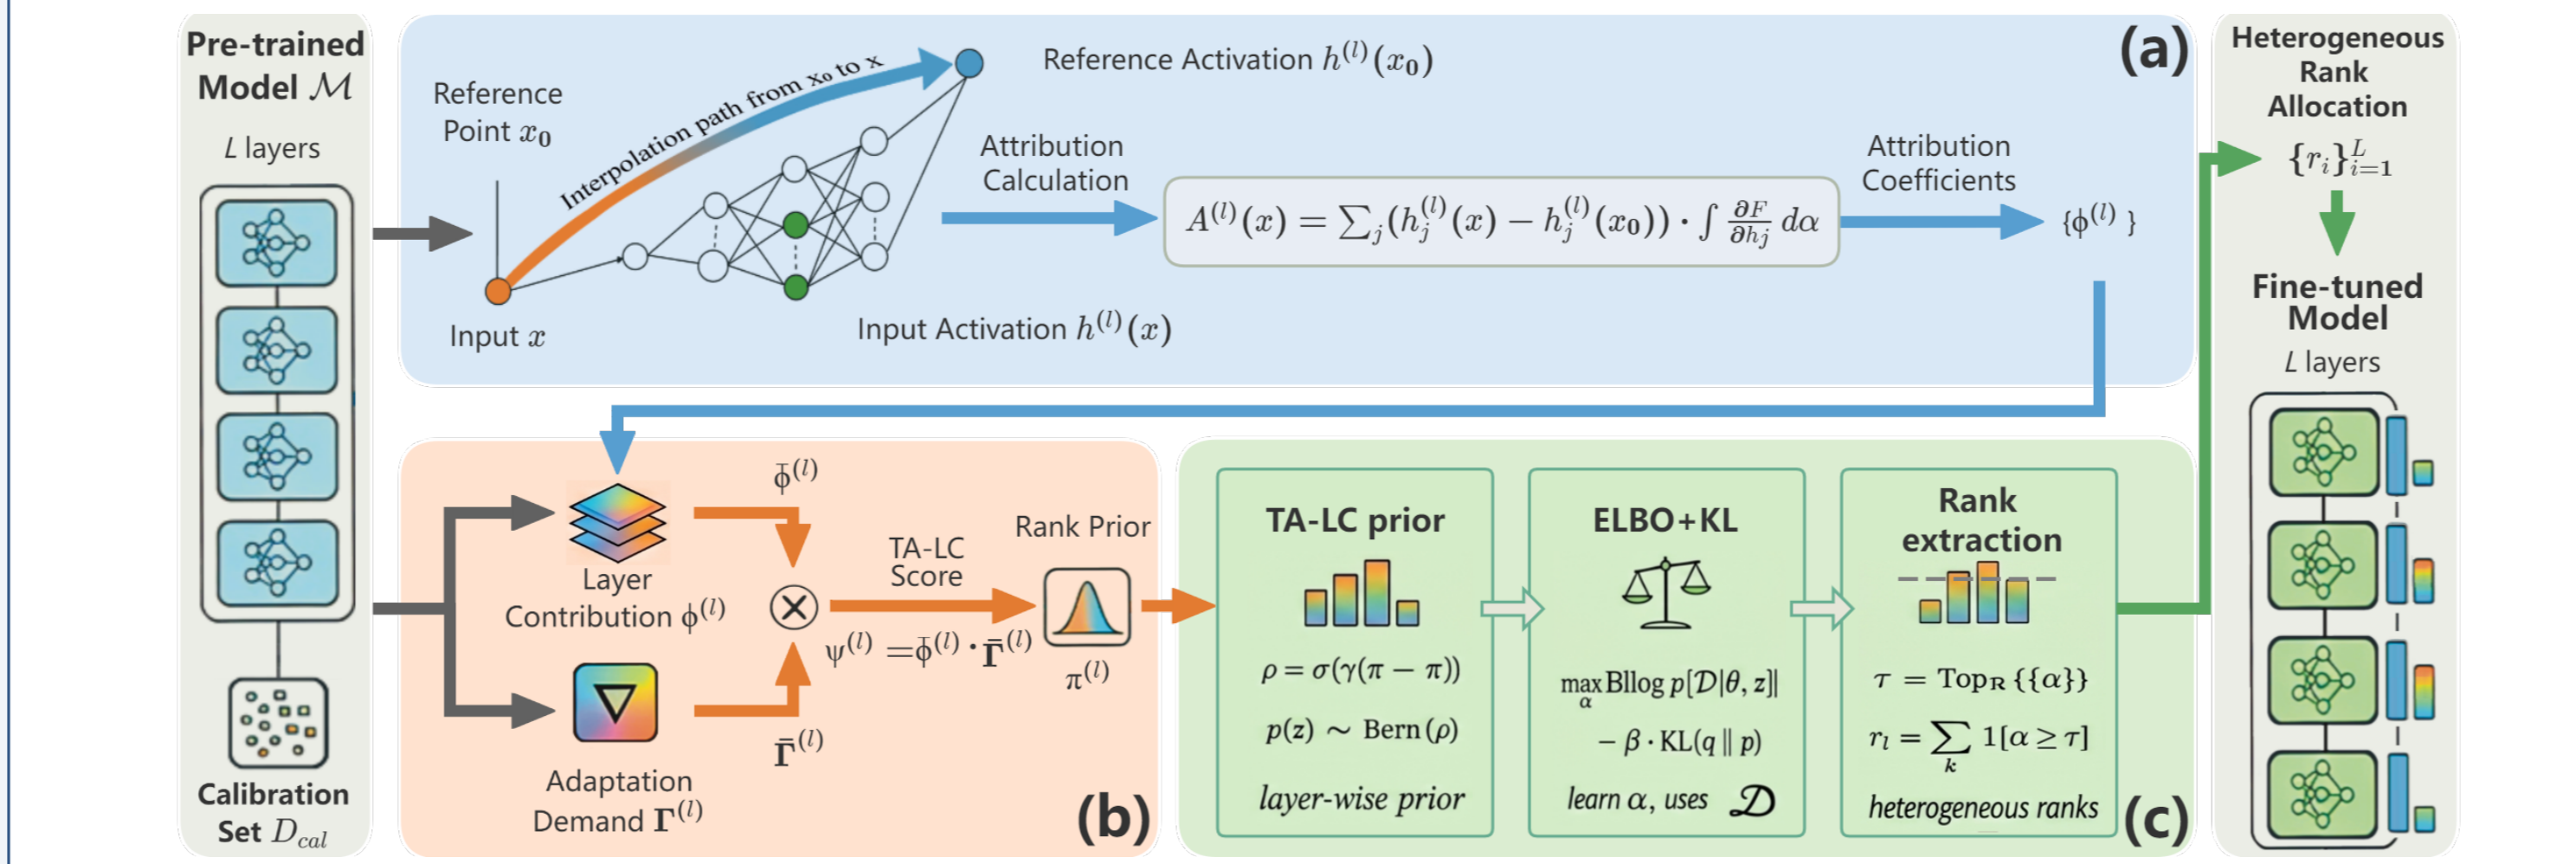 Pre-trained
Model ℳ
L layers
Calibration
Set D_cal
(a)
Reference
Point x₀
Interpolation path from x₀ to x
Input x
Reference Activation h^(l)(x₀)
Input Activation h^(l)(x)
Attribution
Calculation
A^(l)(x) = ∑_j(h_j^(l)(x) − h_j^(l)(x₀)) · ∫ ∂F/∂h_j dα
Attribution
Coefficients
{ϕ^(l) }
(b)
Layer
Contribution ϕ^(l)
Adaptation
Demand Γ^(l)
ϕ̄^(l)
Γ̄^(l)
TA-LC
Score
ψ^(l) =ϕ̄^(l) · Γ̄^(l)
Rank Prior
π^(l)
(c)
TA-LC prior
ρ = σ(γ(π − π))
p(z) ∼ Bern(ρ)
layer-wise prior
ELBO+KL
max_α Bllog p[𝒟|θ, z]|
− β · KL(q ∥ p)
learn α, uses 𝒟
Rank
extraction
τ = Top_R {{α}}
r_l = ∑_k 1[α ≥ τ]
heterogeneous ranks
Heterogeneous
Rank
Allocation
{r_i}_{i=1}^L
Fine-tuned
Model
L layers